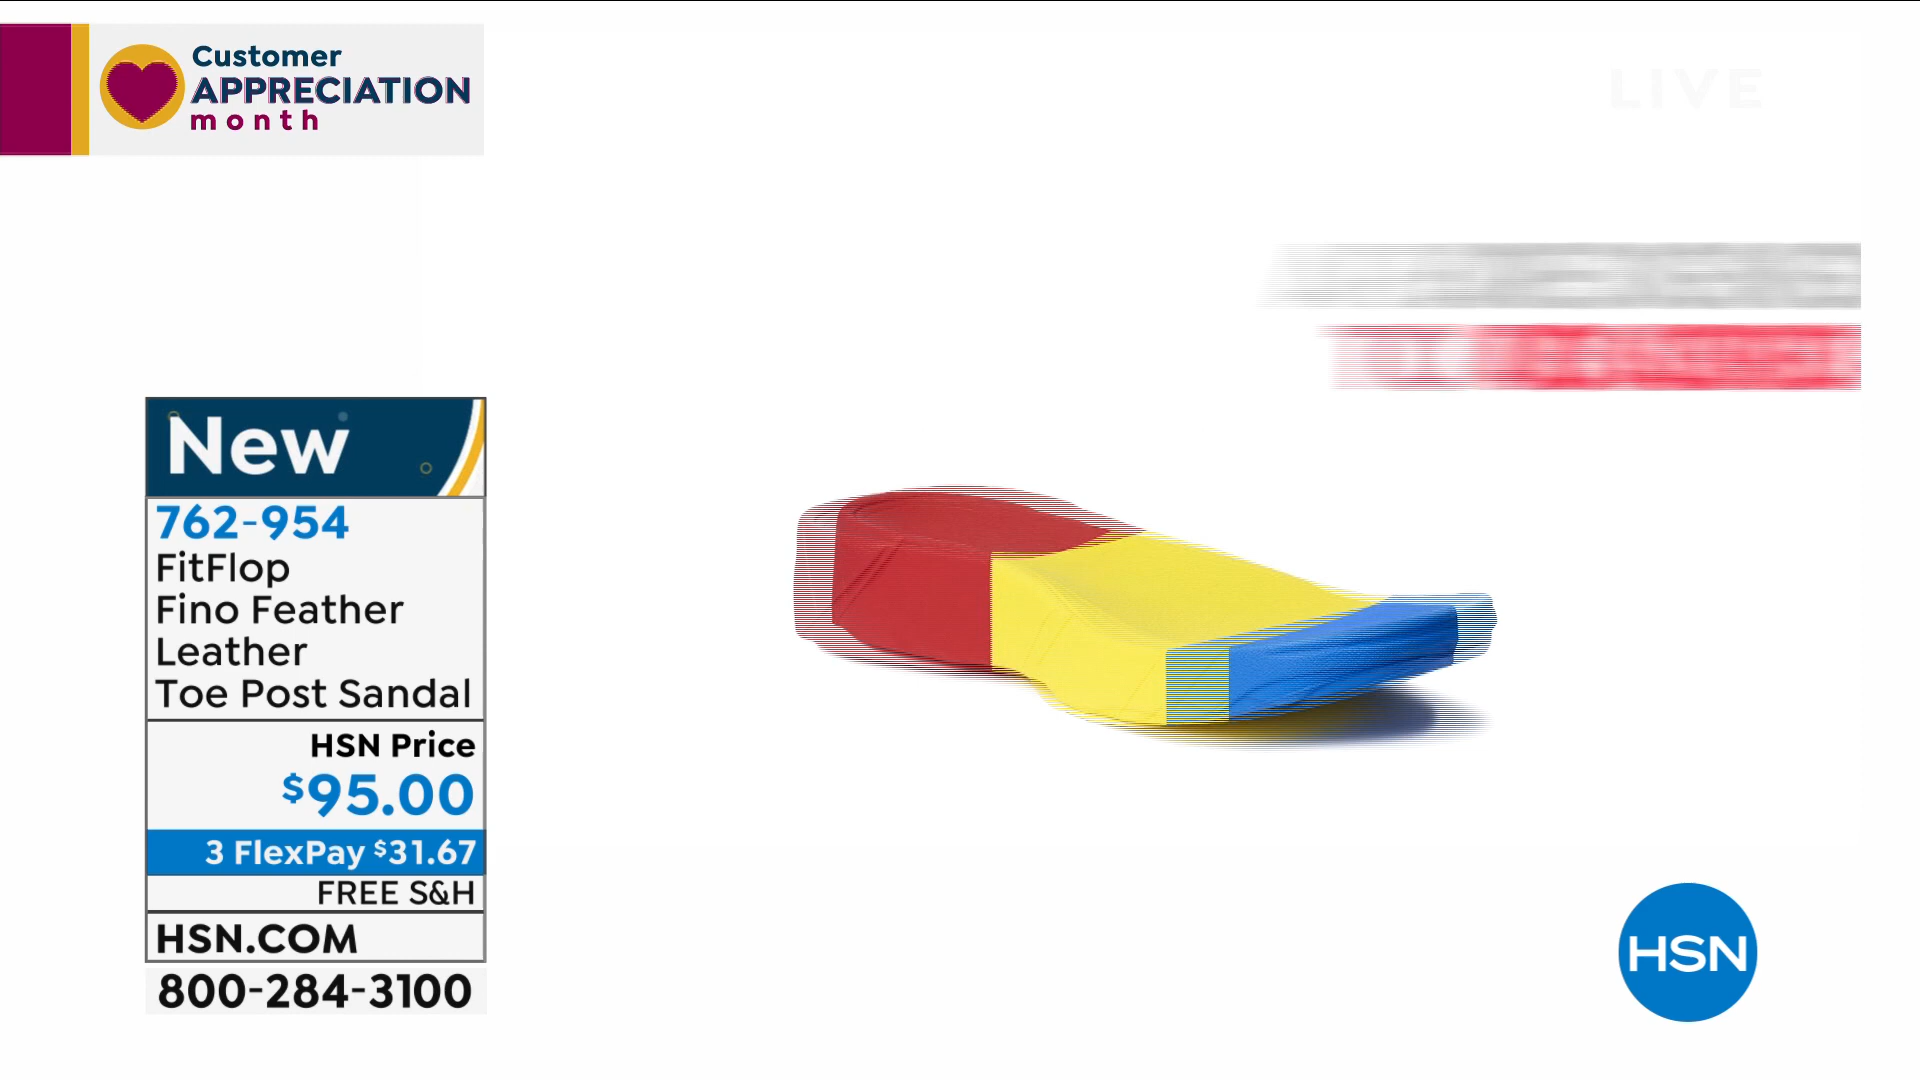 Customer
APPRECIATION
month
LIVE
New
762-954
FitFlop
Fino Feather
Leather
Toe Post Sandal
HSN Price
$95.00
3 FlexPay $31.67
FREE S&H
HSN.COM
800-284-3100
HSN